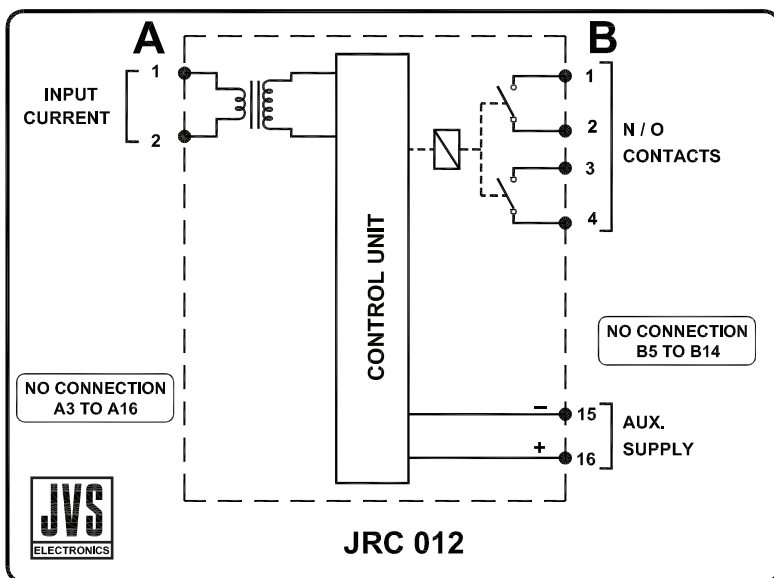 A
B
1
2
INPUT
CURRENT
1
2
3
4
N / O
CONTACTS
CONTROL UNIT
NO CONNECTION
B5 TO B14
NO CONNECTION
A3 TO A16
–
15
+
16
AUX.
SUPPLY
JVS
ELECTRONICS
JRC 012